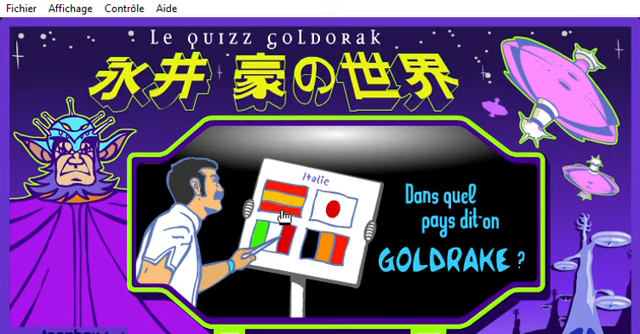 Fichier Affichage Contrôle Aide
Le quizz goldorak
永井 豪の世界
Italie
Dans quel
pays dit-on
GOLDRAKE ?